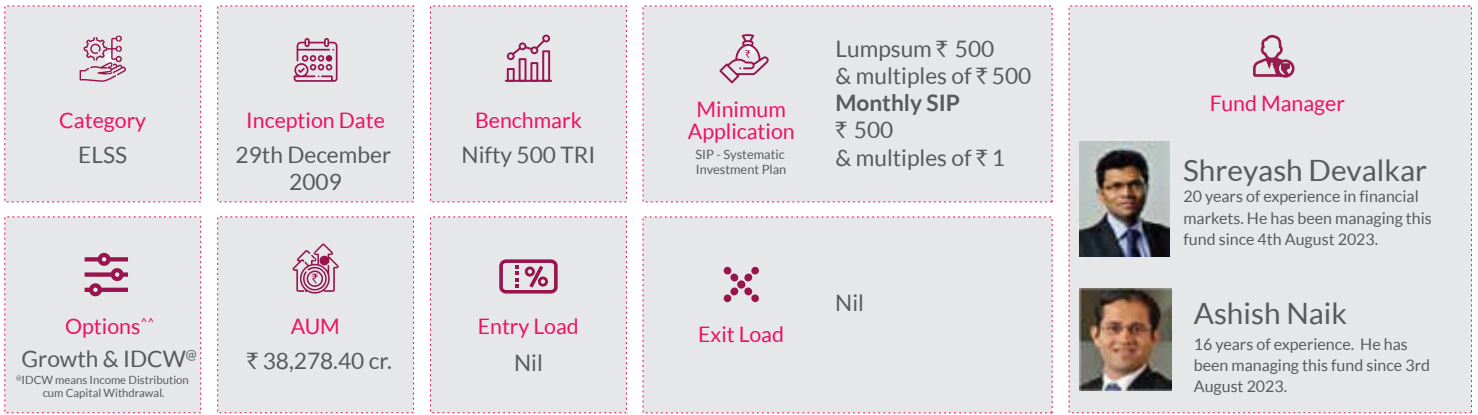 Category
ELSS
Inception Date
29th December
2009
Benchmark
Nifty 500 TRI
Minimum
Application
SIP - Systematic
Investment Plan
Lumpsum ₹ 500
& multiples of ₹ 500
Monthly SIP
₹ 500
& multiples of ₹ 1
Fund Manager
Shreyash Devalkar
20 years of experience in financial
markets. He has been managing this
fund since 4th August 2023.
Ashish Naik
16 years of experience. He has
been managing this fund since 3rd
August 2023.
Options^^
Growth & IDCW@
@IDCW means Income Distribution
cum Capital Withdrawal.
AUM
₹ 38,278.40 cr.
%
Entry Load
Nil
Exit Load
Nil